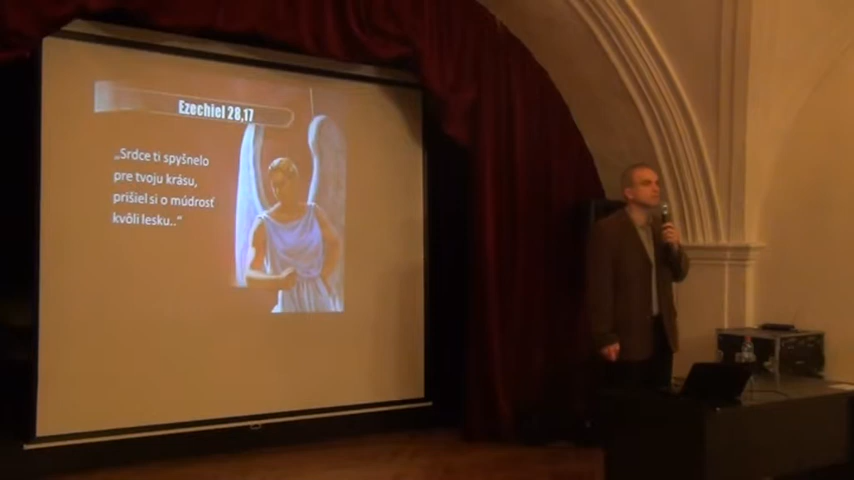 Ezechiel 28,17
„Srdce ti spyšnelo
pre tvoju krásu,
prišiel si o múdrosť
kvôli lesku..“